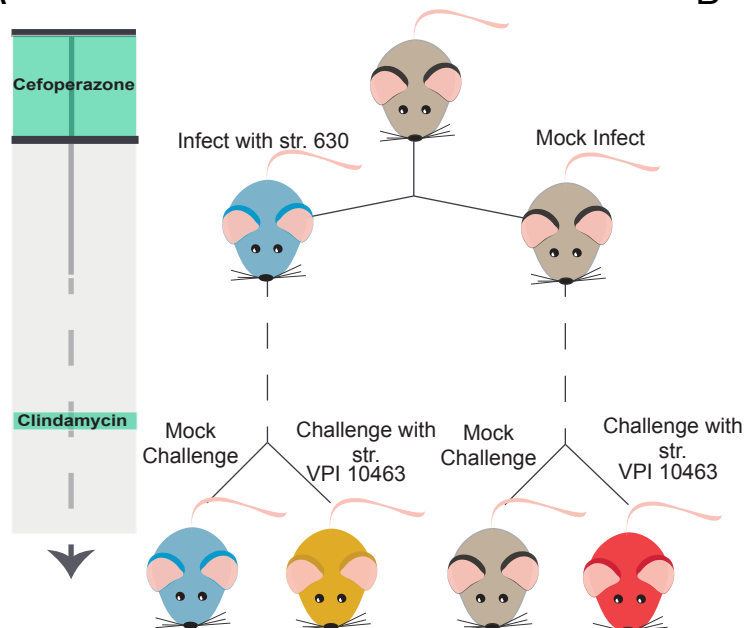 Cefoperazone
Infect with str. 630
Mock Infect
Clindamycin
Mock
Challenge
Challenge with
str.
VPI 10463
Mock
Challenge
Challenge with
str.
VPI 10463